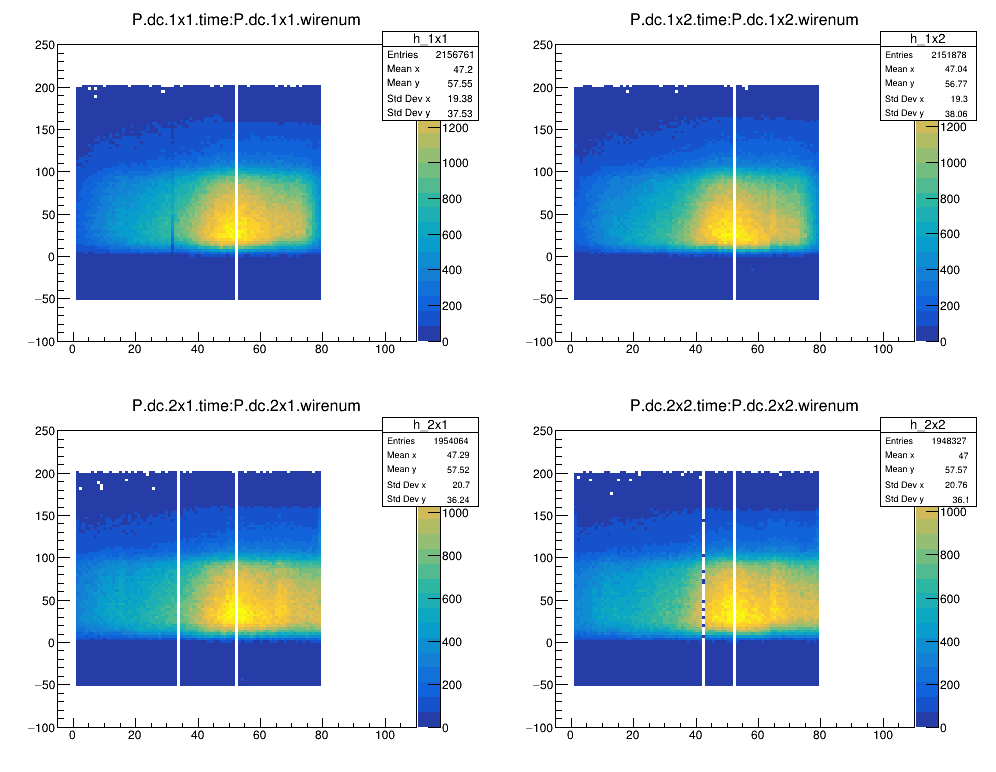 P.dc.1x1.time:P.dc.1x1.wirenum
h_1x1
Entries 2156761
Mean x 47.2
Mean y 57.55
Std Dev x 19.38
Std Dev y 37.53
250
200
150
100
50
0
−50
−100
0 20 40 60 80 100
1200
1000
800
600
400
200
0
P.dc.1x2.time:P.dc.1x2.wirenum
h_1x2
Entries 2151878
Mean x 47.04
Mean y 56.77
Std Dev x 19.3
Std Dev y 38.06
250
200
150
100
50
0
−50
−100
0 20 40 60 80 100
1200
1000
800
600
400
200
0
P.dc.2x1.time:P.dc.2x1.wirenum
h_2x1
Entries 1954064
Mean x 47.29
Mean y 57.52
Std Dev x 20.7
Std Dev y 36.24
250
200
150
100
50
0
−50
−100
0 20 40 60 80 100
1000
800
600
400
200
0
P.dc.2x2.time:P.dc.2x2.wirenum
h_2x2
Entries 1948327
Mean x 47
Mean y 57.57
Std Dev x 20.76
Std Dev y 36.1
250
200
150
100
50
0
−50
−100
0 20 40 60 80 100
1000
800
600
400
200
0